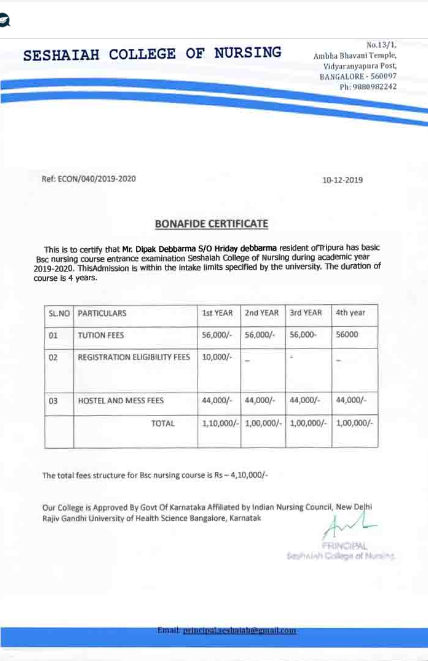 SESHAIAH COLLEGE OF NURSING
No.13/1,
Ambha Bhavani Temple,
Vidyaranyapura Post,
BANGALORE - 560097
Ph: 9880982242
Ref: ECON/040/2019-2020
10-12-2019
BONAFIDE CERTIFICATE
This is to certify that Mr. Dipak Debbarma S/O Hriday debbarma resident ofTripura has basic
Bsc nursing course entrance examination Seshaiah College of Nursing during academic year
2019-2020. ThisAdmission is within the intake limits specified by the university. The duration of
course is 4 years.
SL.NO PARTICULARS 1st YEAR 2nd YEAR 3rd YEAR 4th year
01 TUTION FEES 56,000/- 56,000/- 56,000- 56000
02 REGISTRATION ELIGIBILITY FEES 10,000/- – - –
03 HOSTEL AND MESS FEES 44,000/- 44,000/- 44,000/- 44,000/-
TOTAL 1,10,000/- 1,00,000/- 1,00,000/- 1,00,000/-
The total fees structure for Bsc nursing course is Rs – 4,10,000/-
Our College is Approved By Govt Of Karnataka Affiliated by Indian Nursing Council, New Delhi
Rajiv Gandhi University of Health Science Bangalore, Karnatak
PRINCIPAL
Seshaiah College of Nursing
Email: principal.seshaiah@gmail.com